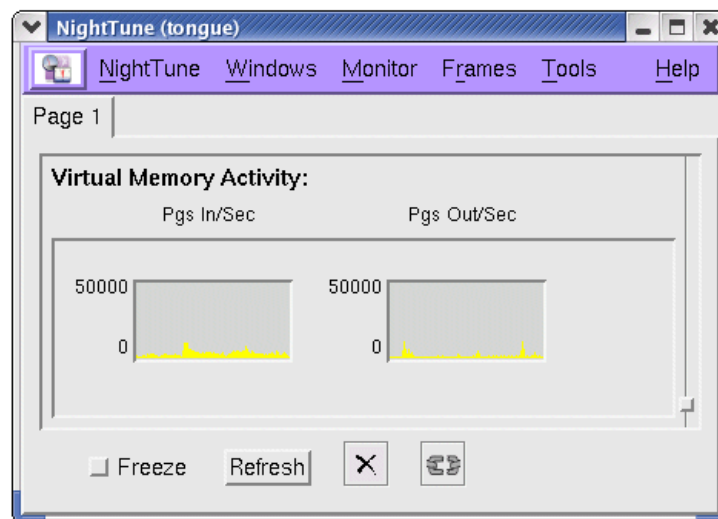 NightTune (tongue)
NightTune Windows Monitor Frames Tools Help
Page 1
Virtual Memory Activity:
Pgs In/Sec Pgs Out/Sec
50000 50000
0 0
Freeze Refresh